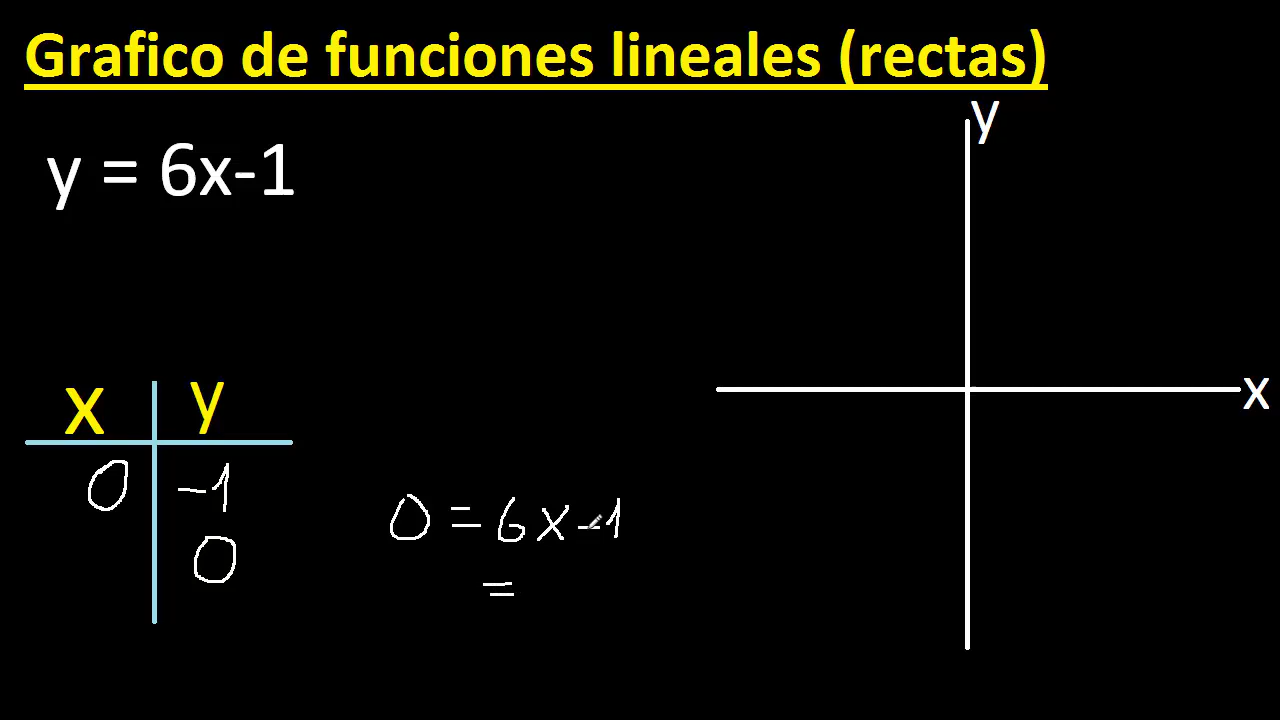 Grafico de funciones lineales (rectas)
y
y = 6x-1
x
x y
0 -1
0 = 6x-1
0
=